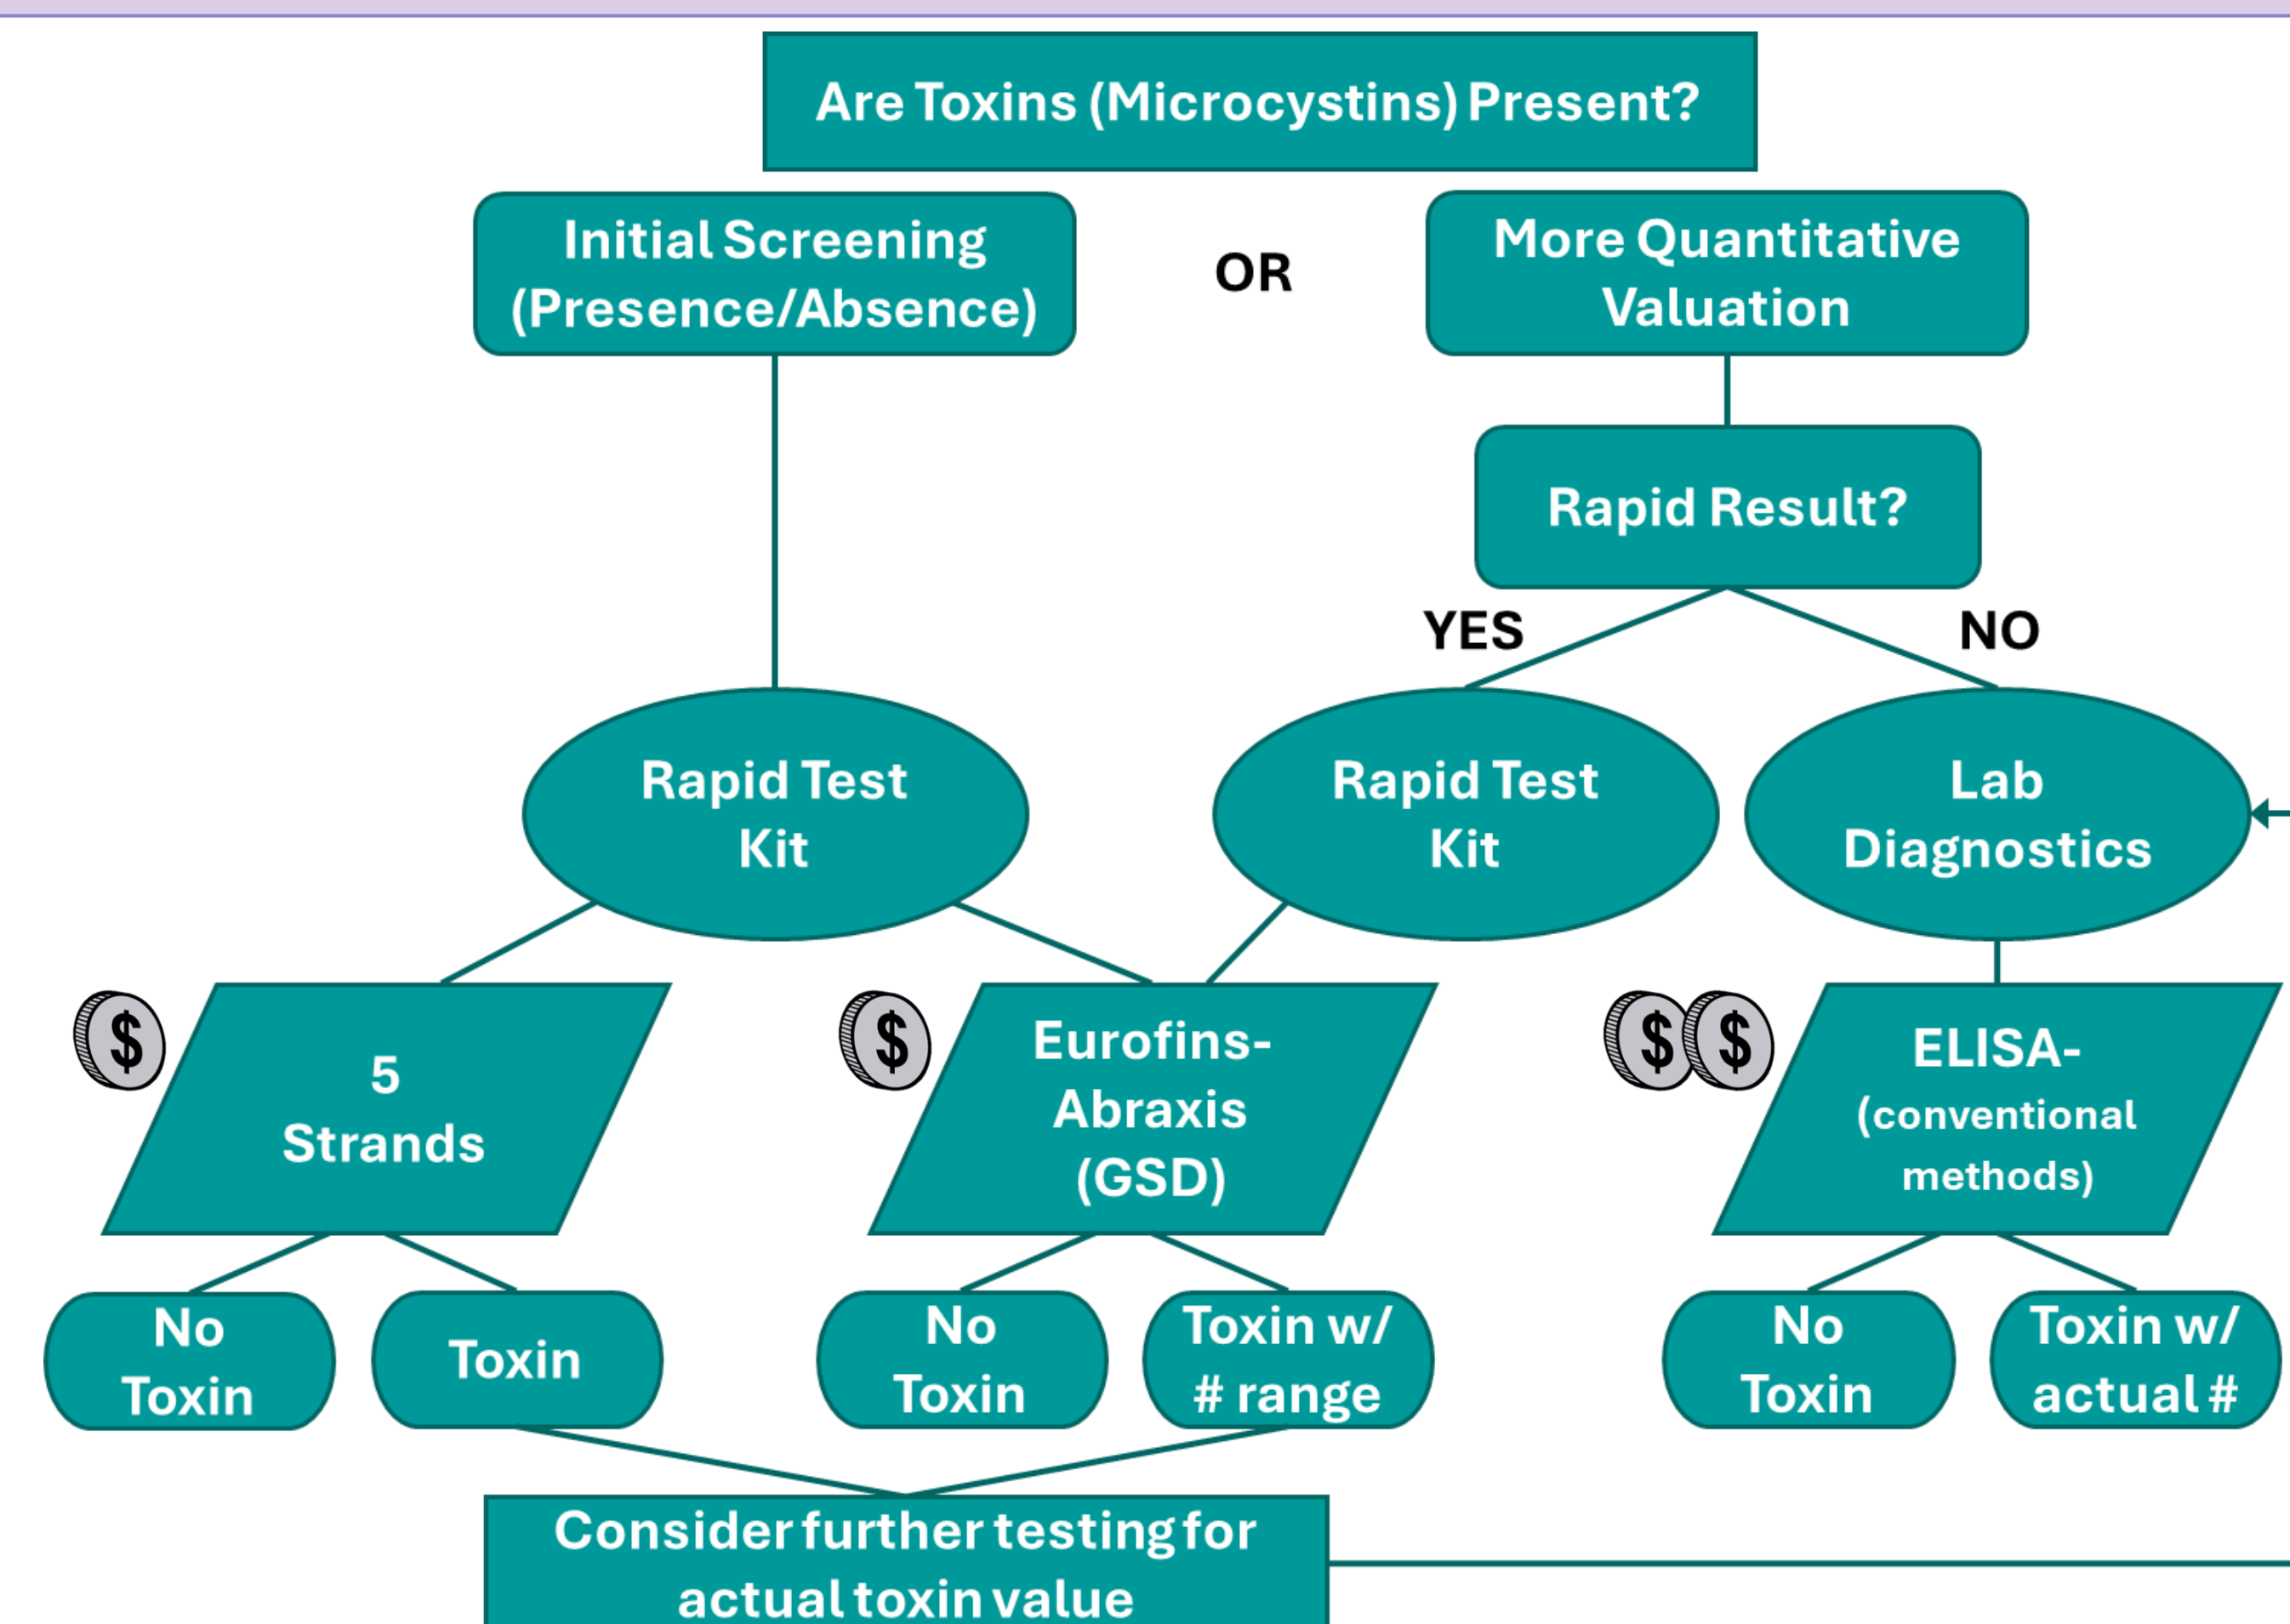 Are Toxins (Microcystins) Present?
Initial Screening
(Presence/Absence)
OR
More Quantitative
Valuation
Rapid Result?
YES
NO
Rapid Test
Kit
Rapid Test
Kit
Lab
Diagnostics
$
5
Strands
$
Eurofins-
Abraxis
(GSD)
$ $
ELISA-
(conventional
methods)
No
Toxin
Toxin
No
Toxin
Toxin w/
# range
No
Toxin
Toxin w/
actual #
Consider further testing for
actual toxin value